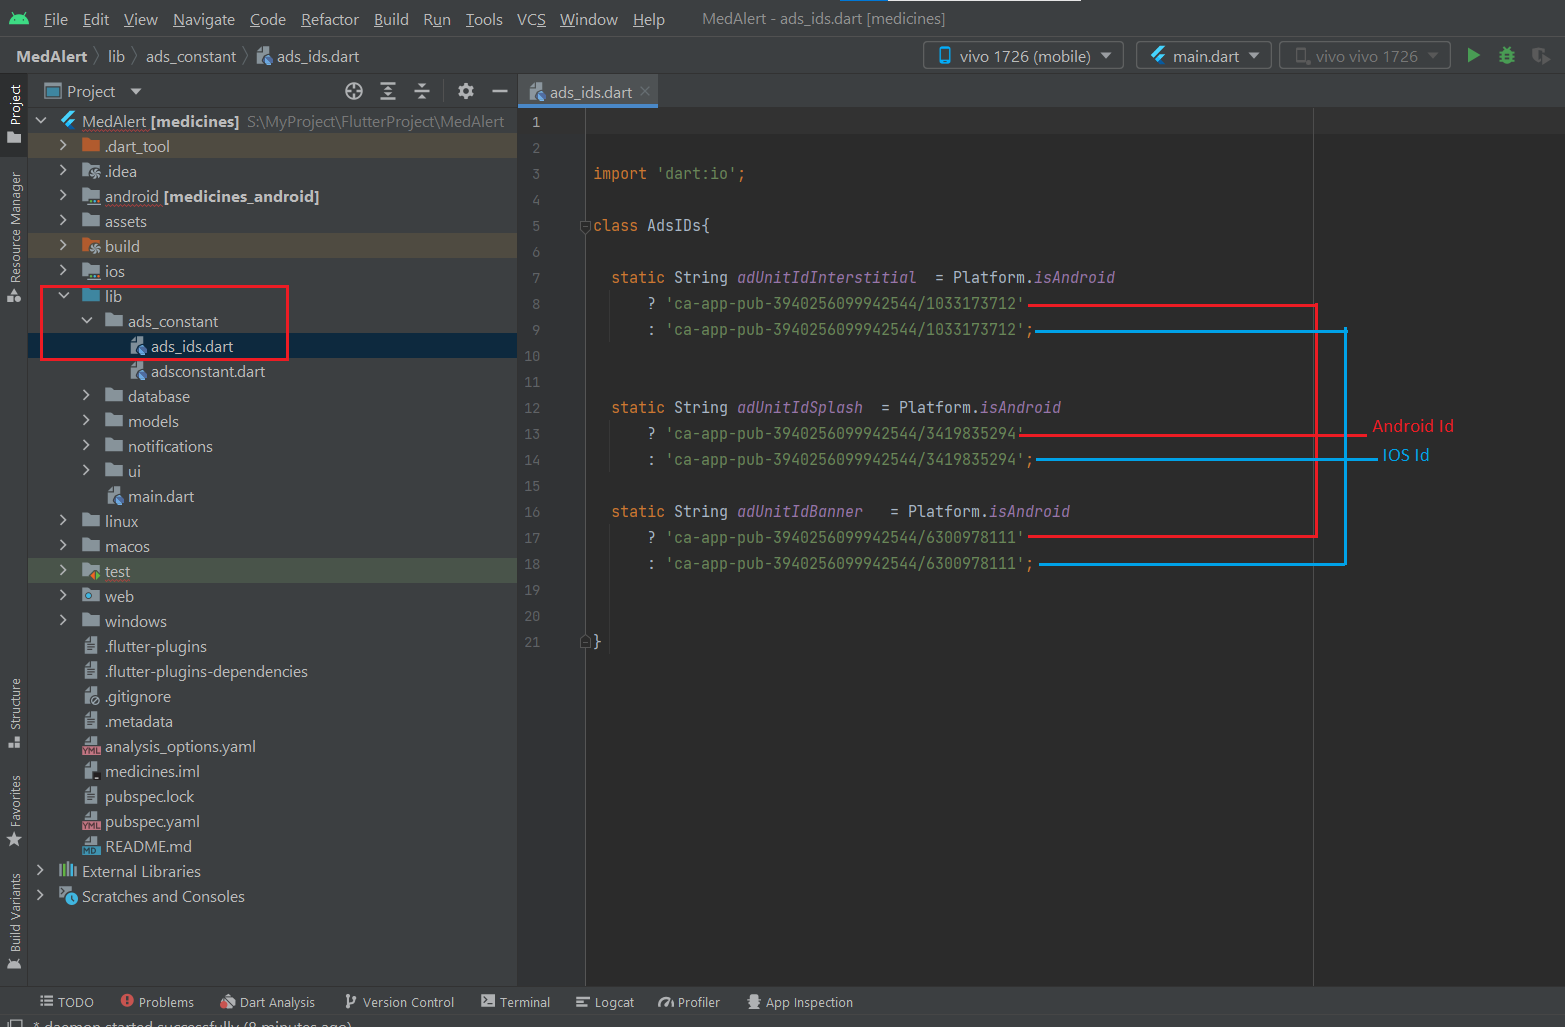 File Edit View Navigate Code Refactor Build Run Tools VCS Window Help MedAlert - ads_ids.dart [medicines]
MedAlert lib ads_constant ads_ids.dart vivo 1726 (mobile) main.dart vivo vivo 1726
Project
Resource Manager
Structure
Favorites
Build Variants
Project
MedAlert [medicines] S:\MyProject\FlutterProject\MedAlert
.dart_tool
.idea
android [medicines_android]
assets
build
ios
lib
ads_constant
ads_ids.dart
adsconstant.dart
database
models
notifications
ui
main.dart
linux
macos
test
web
windows
.flutter-plugins
.flutter-plugins-dependencies
.gitignore
.metadata
analysis_options.yaml
medicines.iml
pubspec.lock
pubspec.yaml
README.md
External Libraries
Scratches and Consoles
ads_ids.dart
1
2
3 import 'dart:io';
4
5 class AdsIDs{
6
7 static String adUnitIdInterstitial = Platform.isAndroid
8 ? 'ca-app-pub-3940256099942544/1033173712'
9 : 'ca-app-pub-3940256099942544/1033173712';
10
11
12 static String adUnitIdSplash = Platform.isAndroid
13 ? 'ca-app-pub-3940256099942544/3419835294'
14 : 'ca-app-pub-3940256099942544/3419835294';
15
16 static String adUnitIdBanner = Platform.isAndroid
17 ? 'ca-app-pub-3940256099942544/6300978111'
18 : 'ca-app-pub-3940256099942544/6300978111';
19
20
21 }
Android Id
IOS Id
TODO Problems Dart Analysis Version Control Terminal Logcat Profiler App Inspection
* daemon started successfully (8 minutes ago)